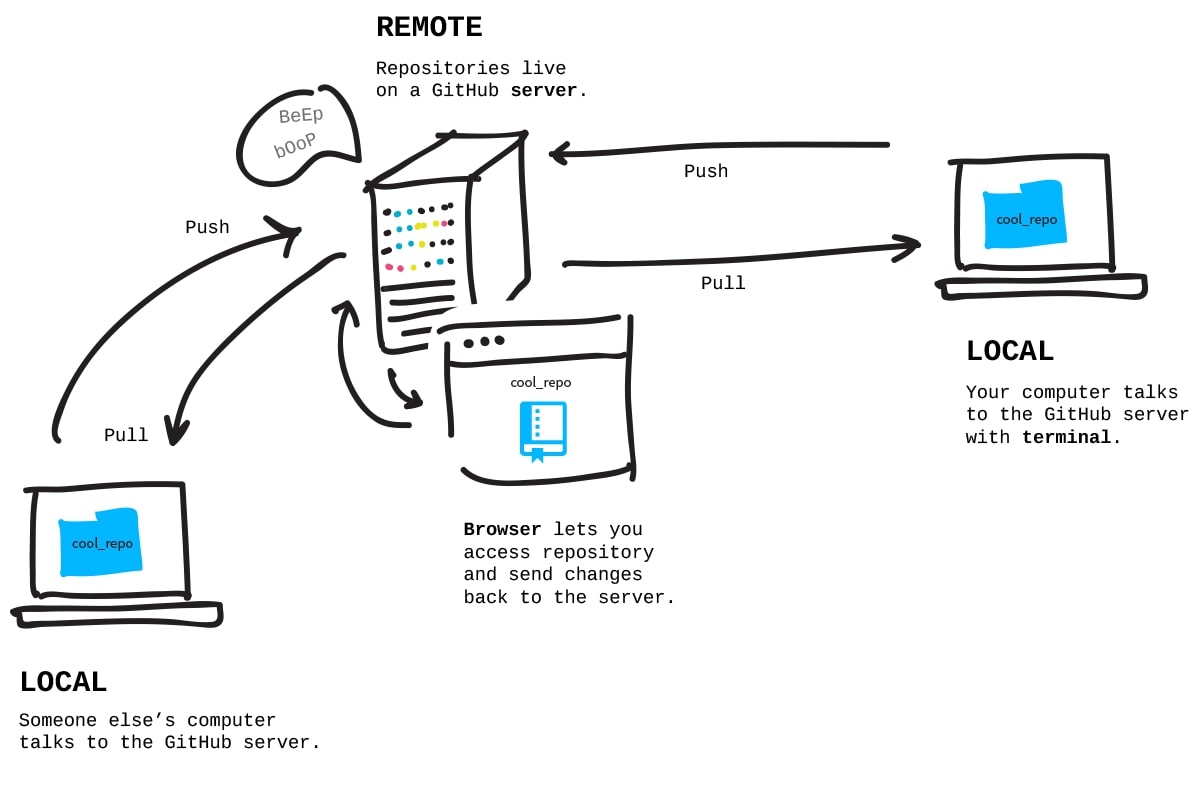 REMOTE
Repositories live
on a GitHub server.
BeEp
bOoP
Push
Pull
cool_repo
LOCAL
Your computer talks
to the GitHub server
with terminal.
Push
Pull
cool_repo
Browser lets you
access repository
and send changes
back to the server.
cool_repo
LOCAL
Someone else’s computer
talks to the GitHub server.